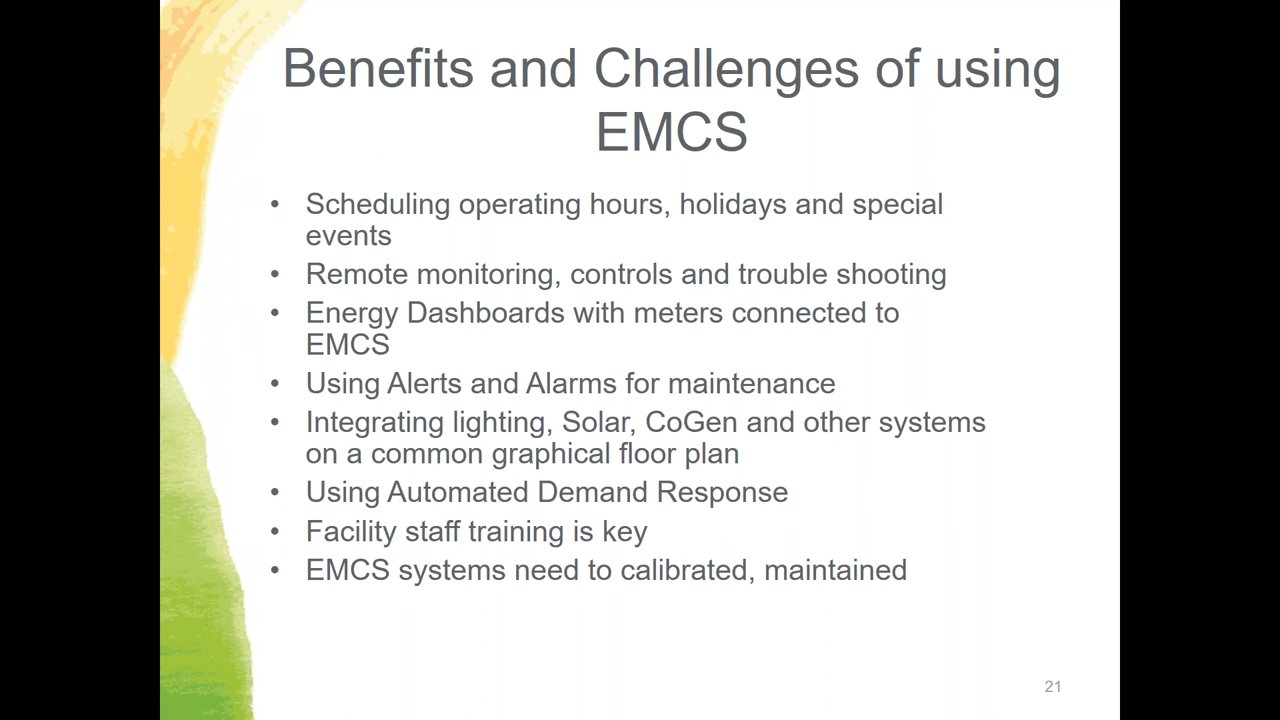 Benefits and Challenges of using
EMCS
• Scheduling operating hours, holidays and special
events
• Remote monitoring, controls and trouble shooting
• Energy Dashboards with meters connected to
EMCS
• Using Alerts and Alarms for maintenance
• Integrating lighting, Solar, CoGen and other systems
on a common graphical floor plan
• Using Automated Demand Response
• Facility staff training is key
• EMCS systems need to calibrated, maintained
21